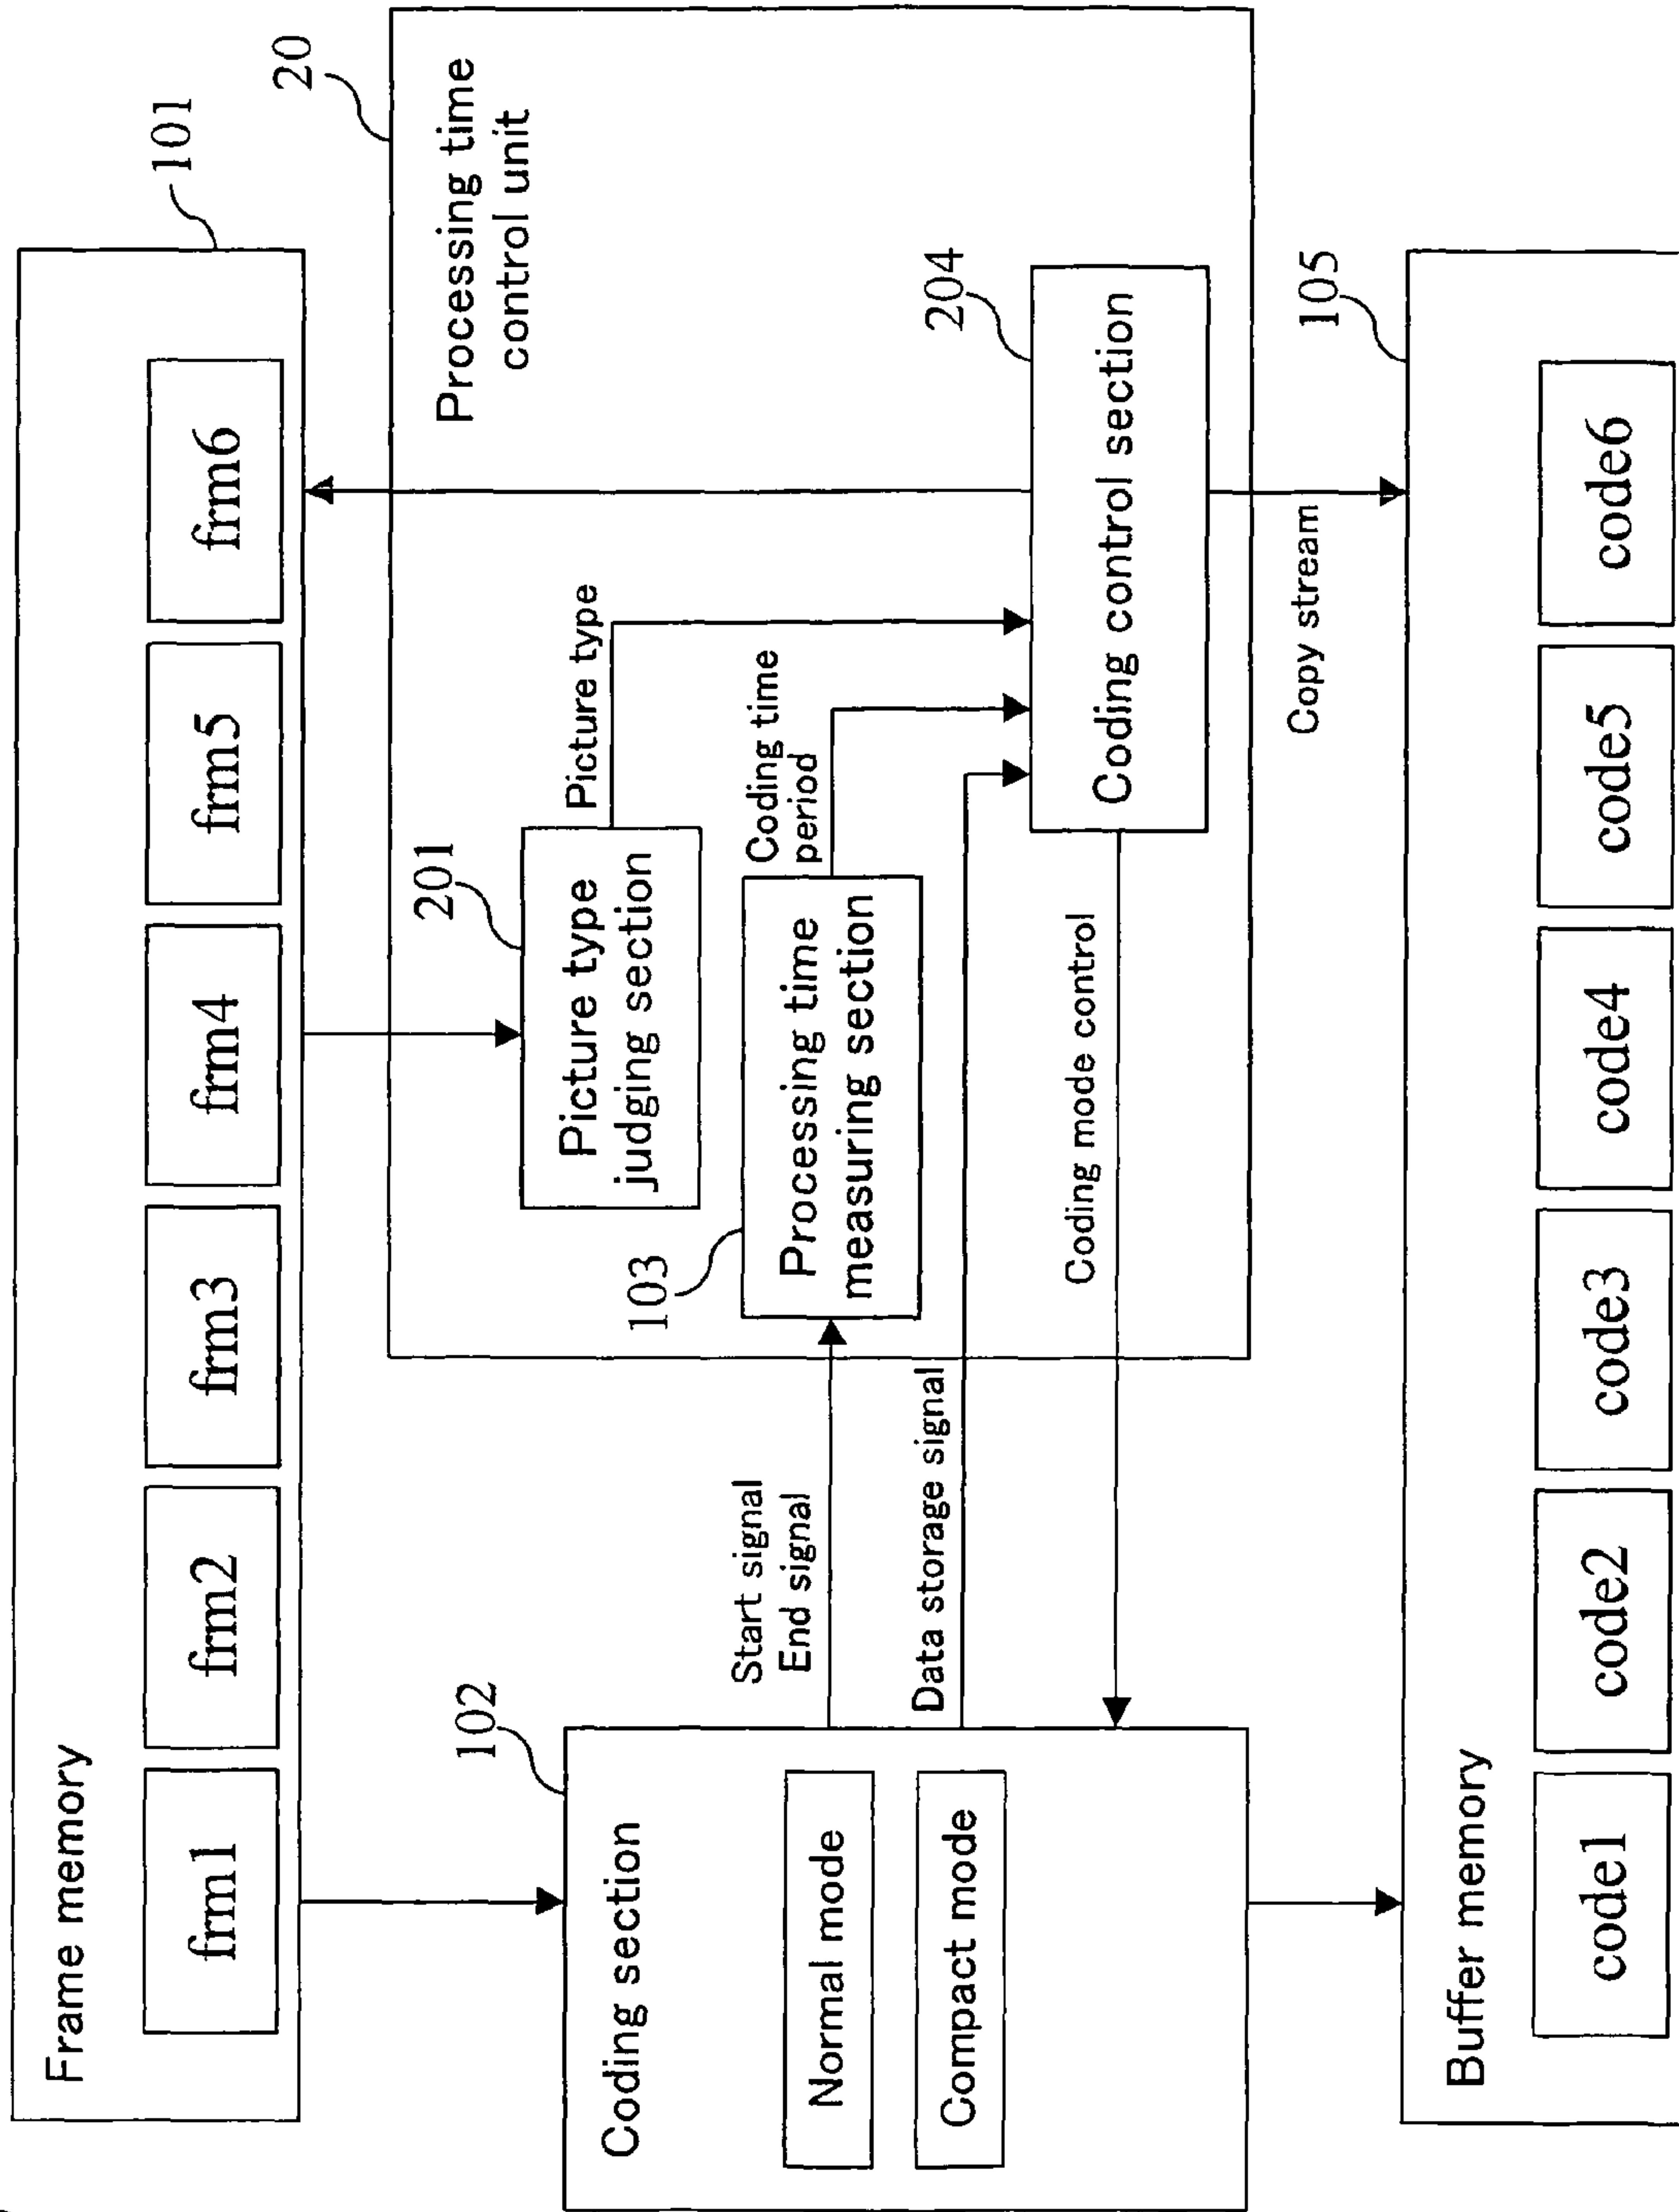 Frame memory
101
frm1
frm2
frm3
frm4
frm5
frm6
20
Processing time
control unit
201
Picture type
judging section
Picture type
102
Coding section
Normal mode
Compact mode
Start signal
End signal
103
Processing time
measuring section
Coding time
period
Data storage signal
204
Coding control section
Coding mode control
Copy stream
105
Buffer memory
code1
code2
code3
code4
code5
code6